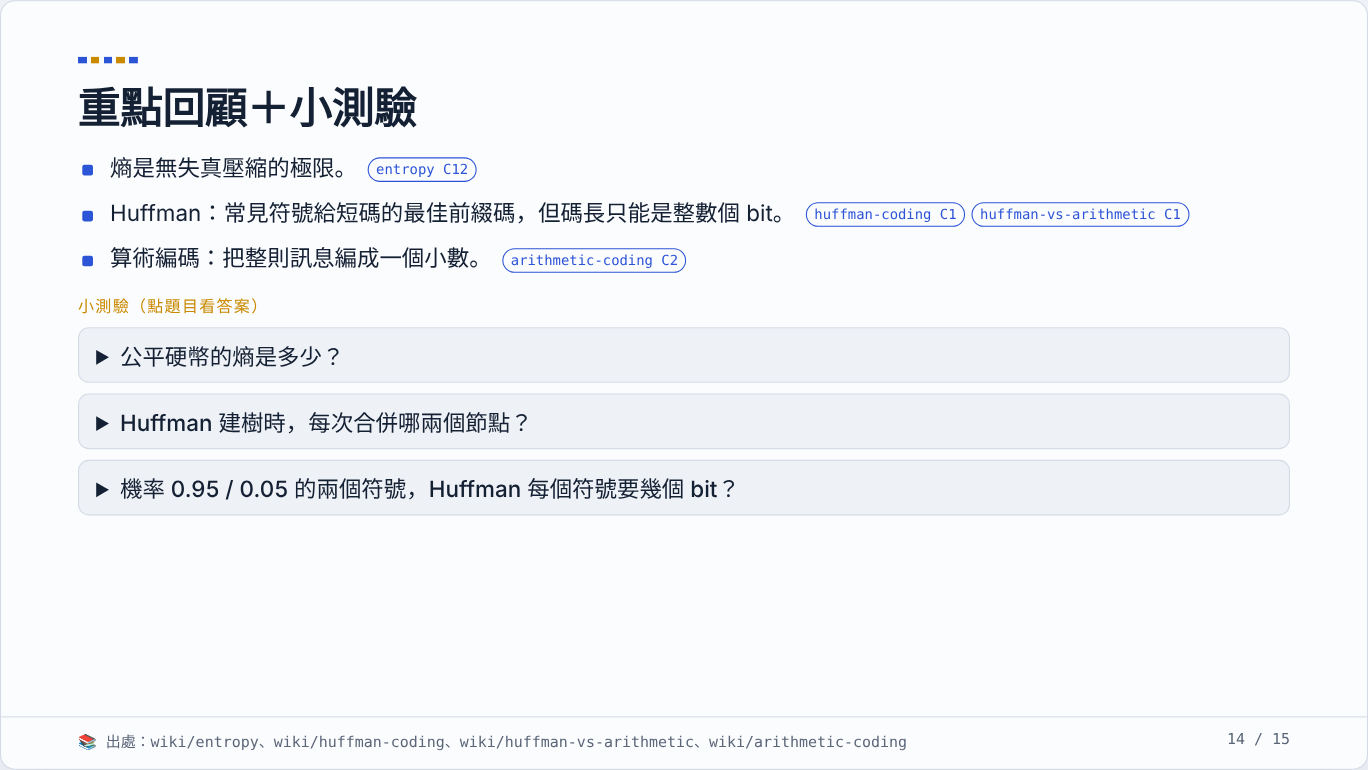 重點回顧＋小測驗
熵是無失真壓縮的極限。 entropy C12
Huffman：常見符號給短碼的最佳前綴碼，但碼長只能是整數個 bit。 huffman-coding C1 huffman-vs-arithmetic C1
算術編碼：把整則訊息編成一個小數。 arithmetic-coding C2
小測驗（點題目看答案）
▶ 公平硬幣的熵是多少？
▶ Huffman 建樹時，每次合併哪兩個節點？
▶ 機率 0.95 / 0.05 的兩個符號，Huffman 每個符號要幾個 bit？
📚 出處：wiki/entropy、wiki/huffman-coding、wiki/huffman-vs-arithmetic、wiki/arithmetic-coding
14 / 15